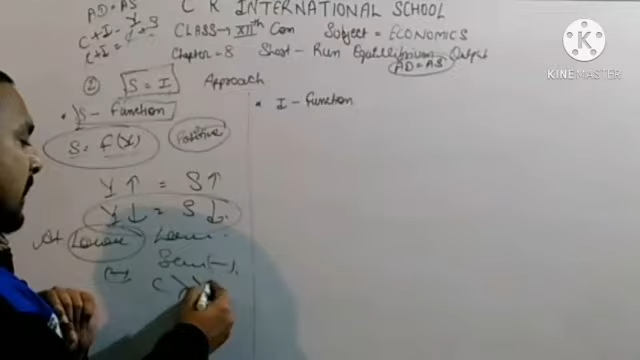 AD = AS
C K INTERNATIONAL SCHOOL
C + I = Y + S
CLASS → XIIth Com Subject = ECONOMICS
C + I =
Chapter - 8 Short - Run Equilibrium Output
AD = AS
② S = I Approach
• S - Function
• I - Function
S = f(Y) Positive
Y ↑ = S ↑
Y ↓ = S ↓.
At Lower
(-).
C
K
KINEMASTER